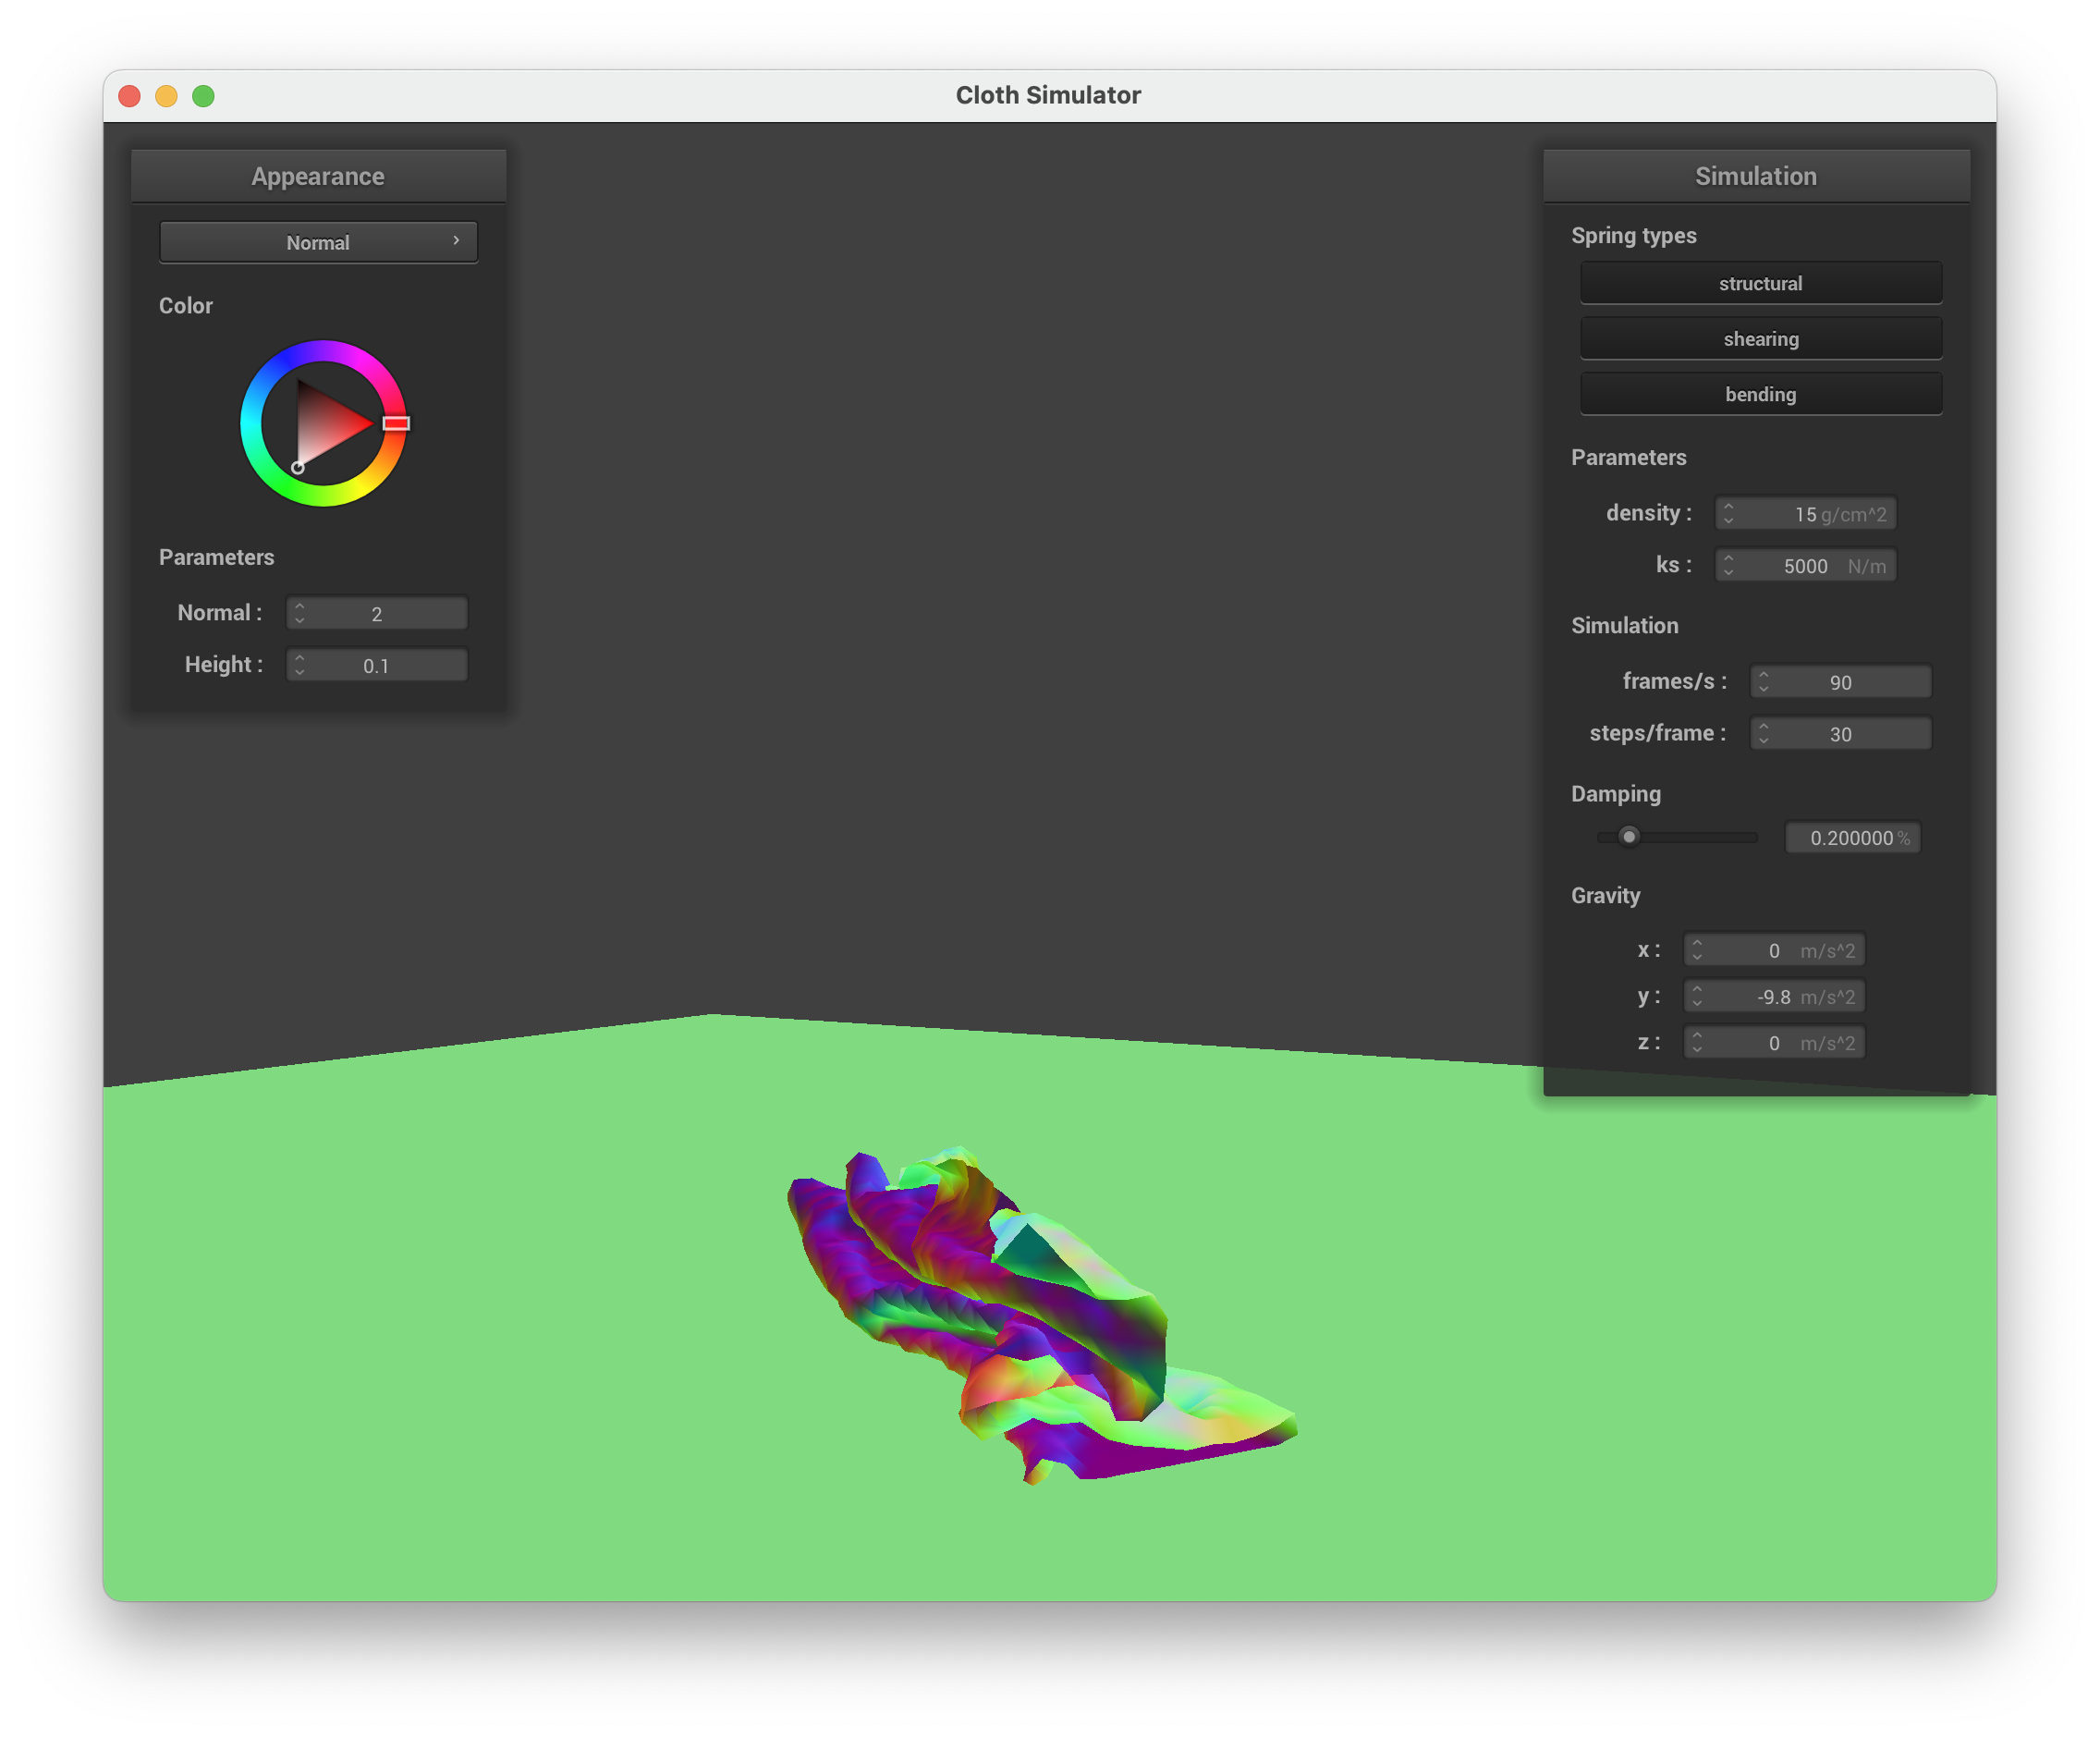 Cloth Simulator
Appearance
Normal
Color
Parameters
Normal : 2
Height : 0.1
Simulation
Spring types
structural
shearing
bending
Parameters
density : 15 g/cm^2
ks : 5000 N/m
Simulation
frames/s : 90
steps/frame : 30
Damping
0.200000 %
Gravity
x : 0 m/s^2
y : -9.8 m/s^2
z : 0 m/s^2